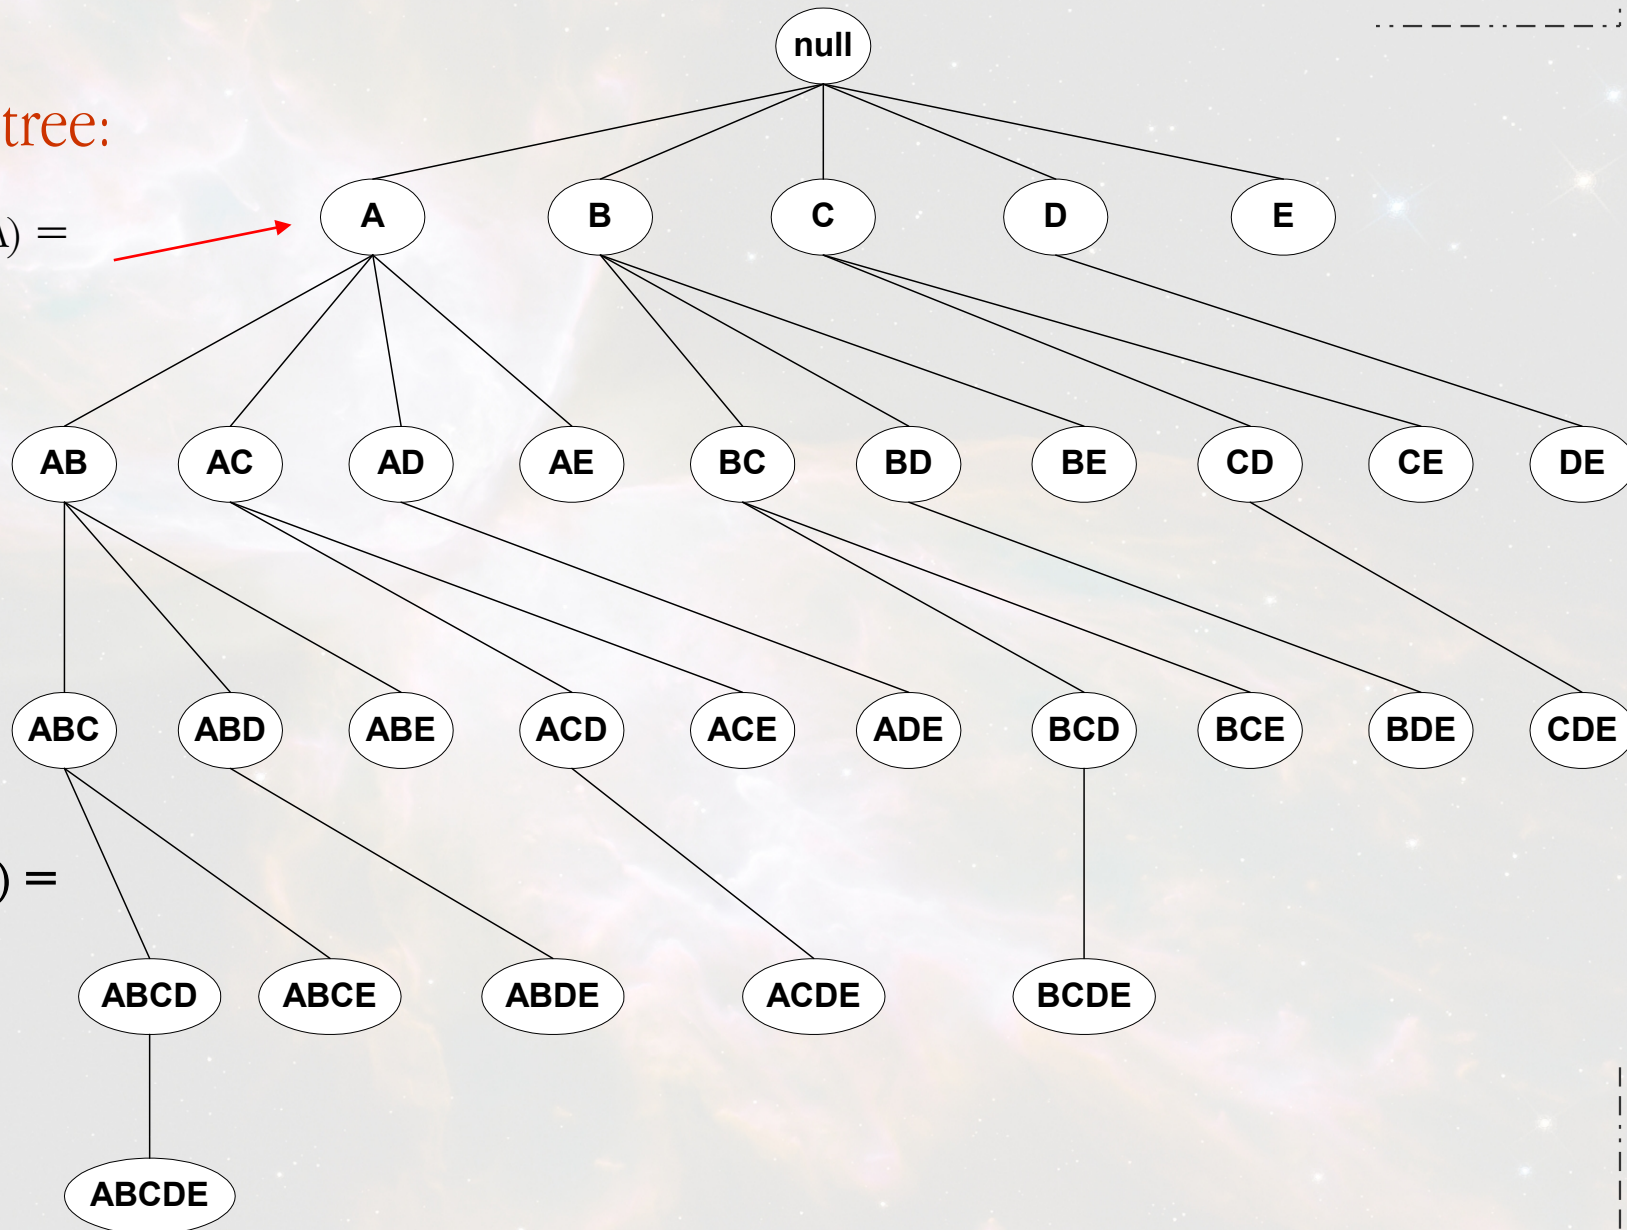 null
tree:
A) =
A B C D E
AB AC AD AE BC BD BE CD CE DE
ABC ABD ABE ACD ACE ADE BCD BCE BDE CDE
) =
ABCD ABCE ABDE ACDE BCDE
ABCDE